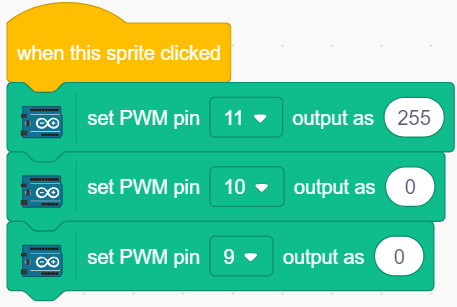 when this sprite clicked
set PWM pin 11 output as 255
set PWM pin 10 output as 0
set PWM pin 9 output as 0